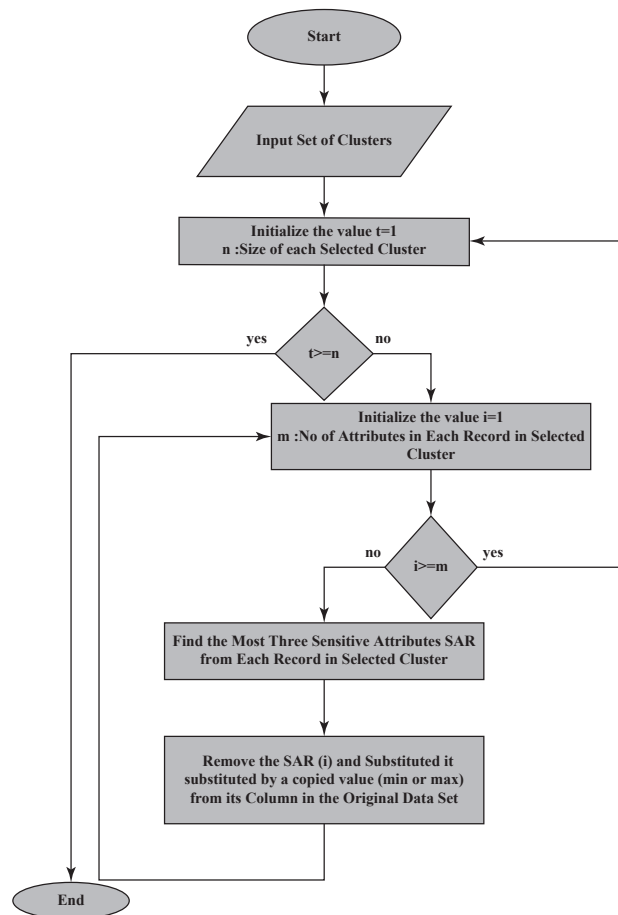 Start
Input Set of Clusters
Initialize the value t=1
n :Size of each Selected Cluster
yes
no
t>=n
Initialize the value i=1
m :No of Attributes in Each Record in Selected
Cluster
no
yes
i>=m
Find the Most Three Sensitive Attributes SAR
from Each Record in Selected Cluster
Remove the SAR (i) and Substituted it
substituted by a copied value (min or max)
from its Column in the Original Data Set
End